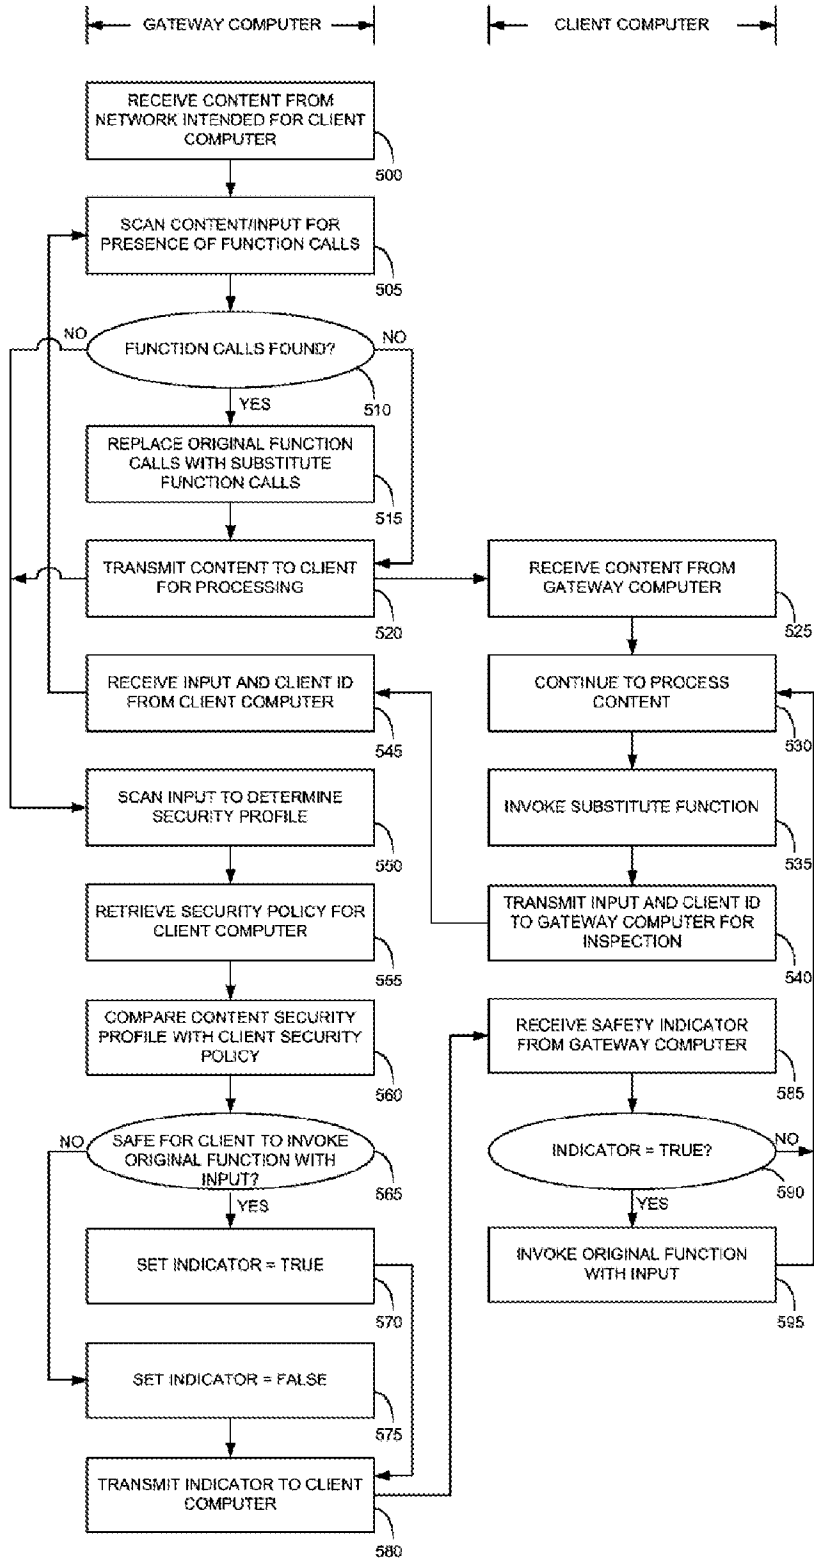 GATEWAY COMPUTER
CLIENT COMPUTER
RECEIVE CONTENT FROM
NETWORK INTENDED FOR CLIENT
COMPUTER
500
SCAN CONTENT/INPUT FOR
PRESENCE OF FUNCTION CALLS
505
NO
FUNCTION CALLS FOUND?
NO
510
YES
REPLACE ORIGINAL FUNCTION
CALLS WITH SUBSTITUTE
FUNCTION CALLS
515
TRANSMIT CONTENT TO CLIENT
FOR PROCESSING
520
RECEIVE CONTENT FROM
GATEWAY COMPUTER
525
RECEIVE INPUT AND CLIENT ID
FROM CLIENT COMPUTER
545
CONTINUE TO PROCESS
CONTENT
530
SCAN INPUT TO DETERMINE
SECURITY PROFILE
550
INVOKE SUBSTITUTE FUNCTION
535
RETRIEVE SECURITY POLICY FOR
CLIENT COMPUTER
555
TRANSMIT INPUT AND CLIENT ID
TO GATEWAY COMPUTER FOR
INSPECTION
540
COMPARE CONTENT SECURITY
PROFILE WITH CLIENT SECURITY
POLICY
560
RECEIVE SAFETY INDICATOR
FROM GATEWAY COMPUTER
585
NO
SAFE FOR CLIENT TO INVOKE
ORIGINAL FUNCTION WITH
INPUT?
565
YES
INDICATOR = TRUE?
NO
590
YES
SET INDICATOR = TRUE
570
INVOKE ORIGINAL FUNCTION
WITH INPUT
595
SET INDICATOR = FALSE
575
TRANSMIT INDICATOR TO CLIENT
COMPUTER
580